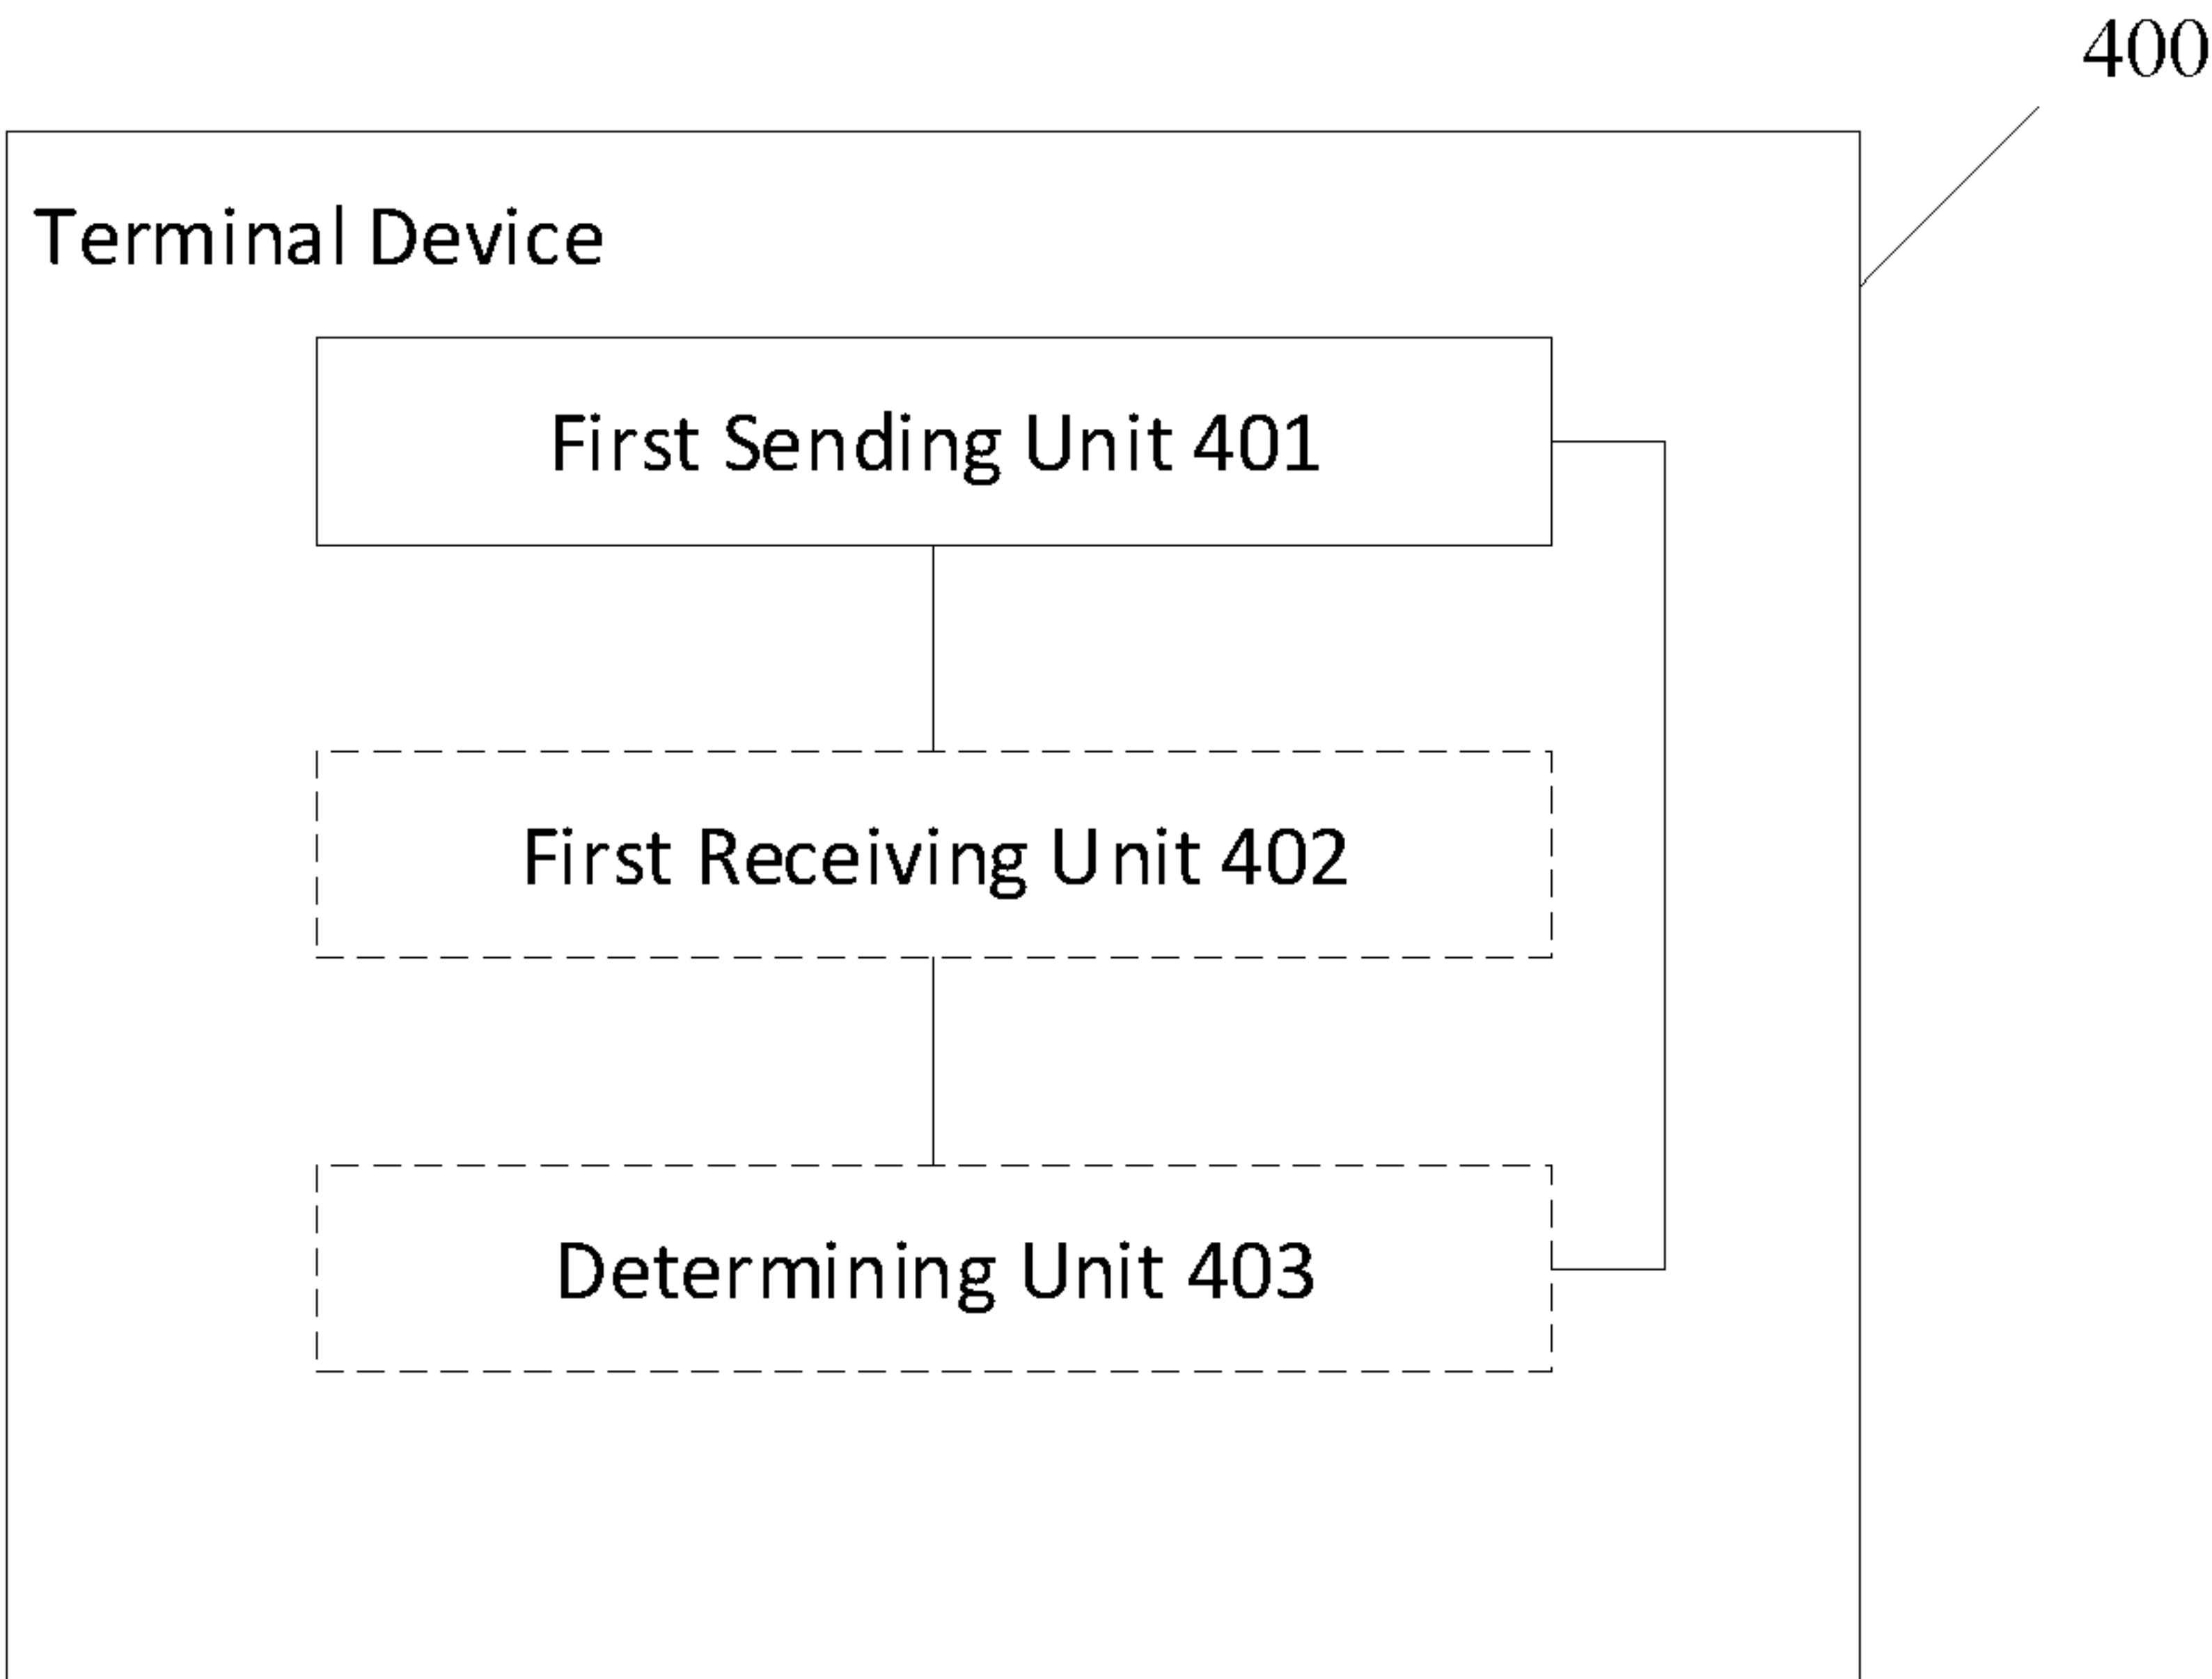 400
Terminal Device
First Sending Unit 401
First Receiving Unit 402
Determining Unit 403